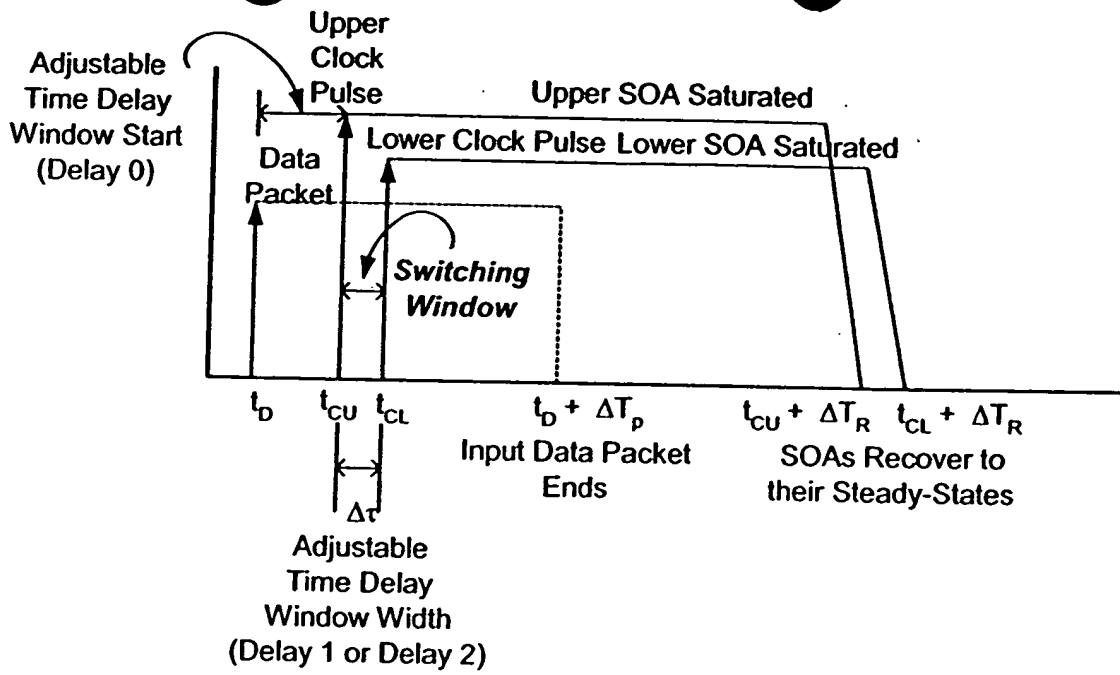 Adjustable
Time Delay
Window Start
(Delay 0)
Upper
Clock
Pulse
Upper SOA Saturated
Lower Clock Pulse Lower SOA Saturated
Data
Packet
Switching
Window
t_D
t_CU
t_CL
t_D + ΔT_p
t_CU + ΔT_R
t_CL + ΔT_R
Input Data Packet
Ends
SOAs Recover to
their Steady-States
Δτ
Adjustable
Time Delay
Window Width
(Delay 1 or Delay 2)